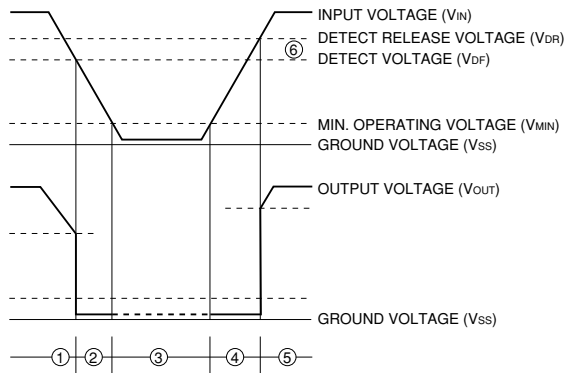 INPUT VOLTAGE (VIN)
DETECT RELEASE VOLTAGE (VDR)
⑥
DETECT VOLTAGE (VDF)
MIN. OPERATING VOLTAGE (VMIN)
GROUND VOLTAGE (VSS)
OUTPUT VOLTAGE (VOUT)
GROUND VOLTAGE (VSS)
① ② ③ ④ ⑤